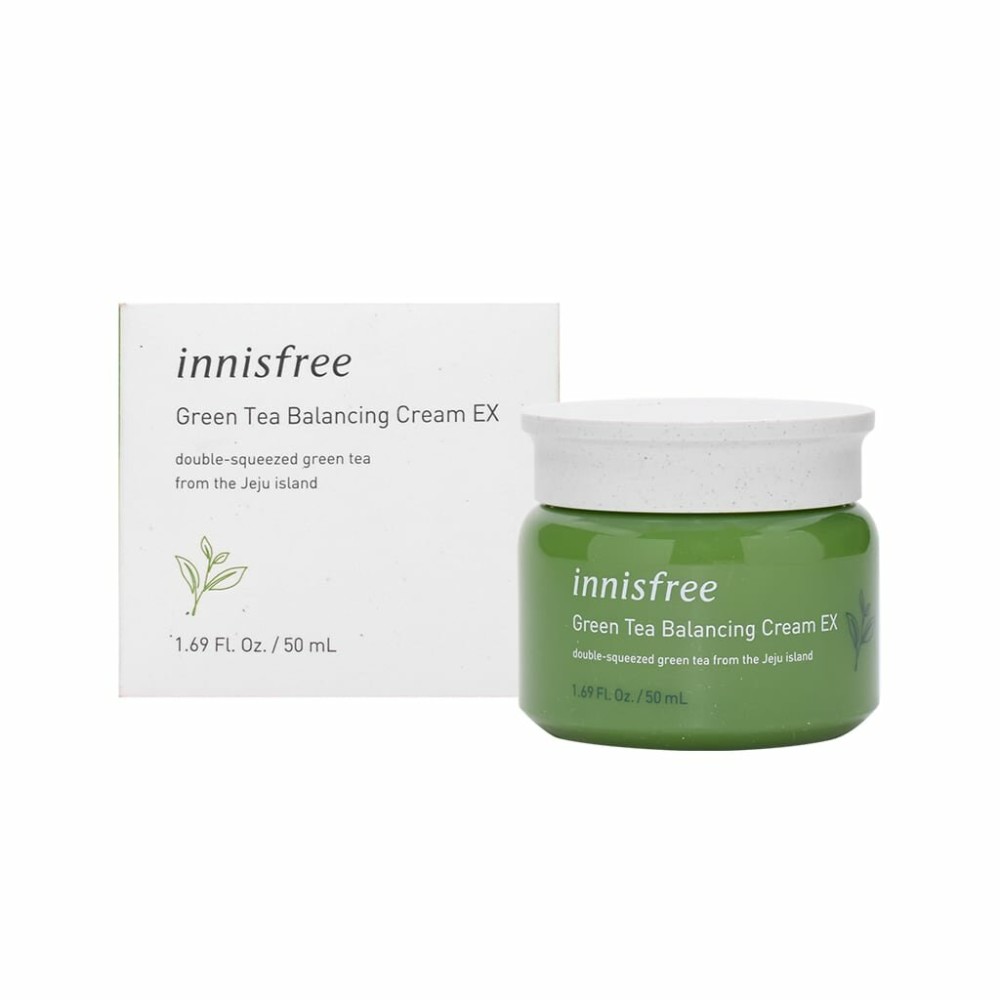 innisfree
Green Tea Balancing Cream EX
double-squeezed green tea
from the Jeju island
1.69 Fl. Oz. / 50 mL
innisfree
Green Tea Balancing Cream EX
double-squeezed green tea from the Jeju island
1.69 Fl. Oz. / 50 mL